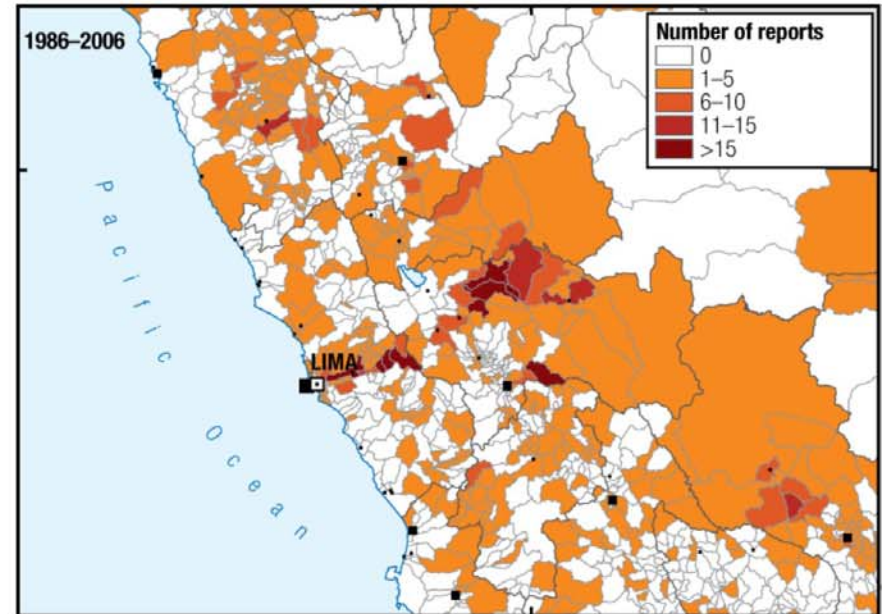 1986–2006
Number of reports
0
1–5
6–10
11–15
>15
Pacific
Ocean
LIMA